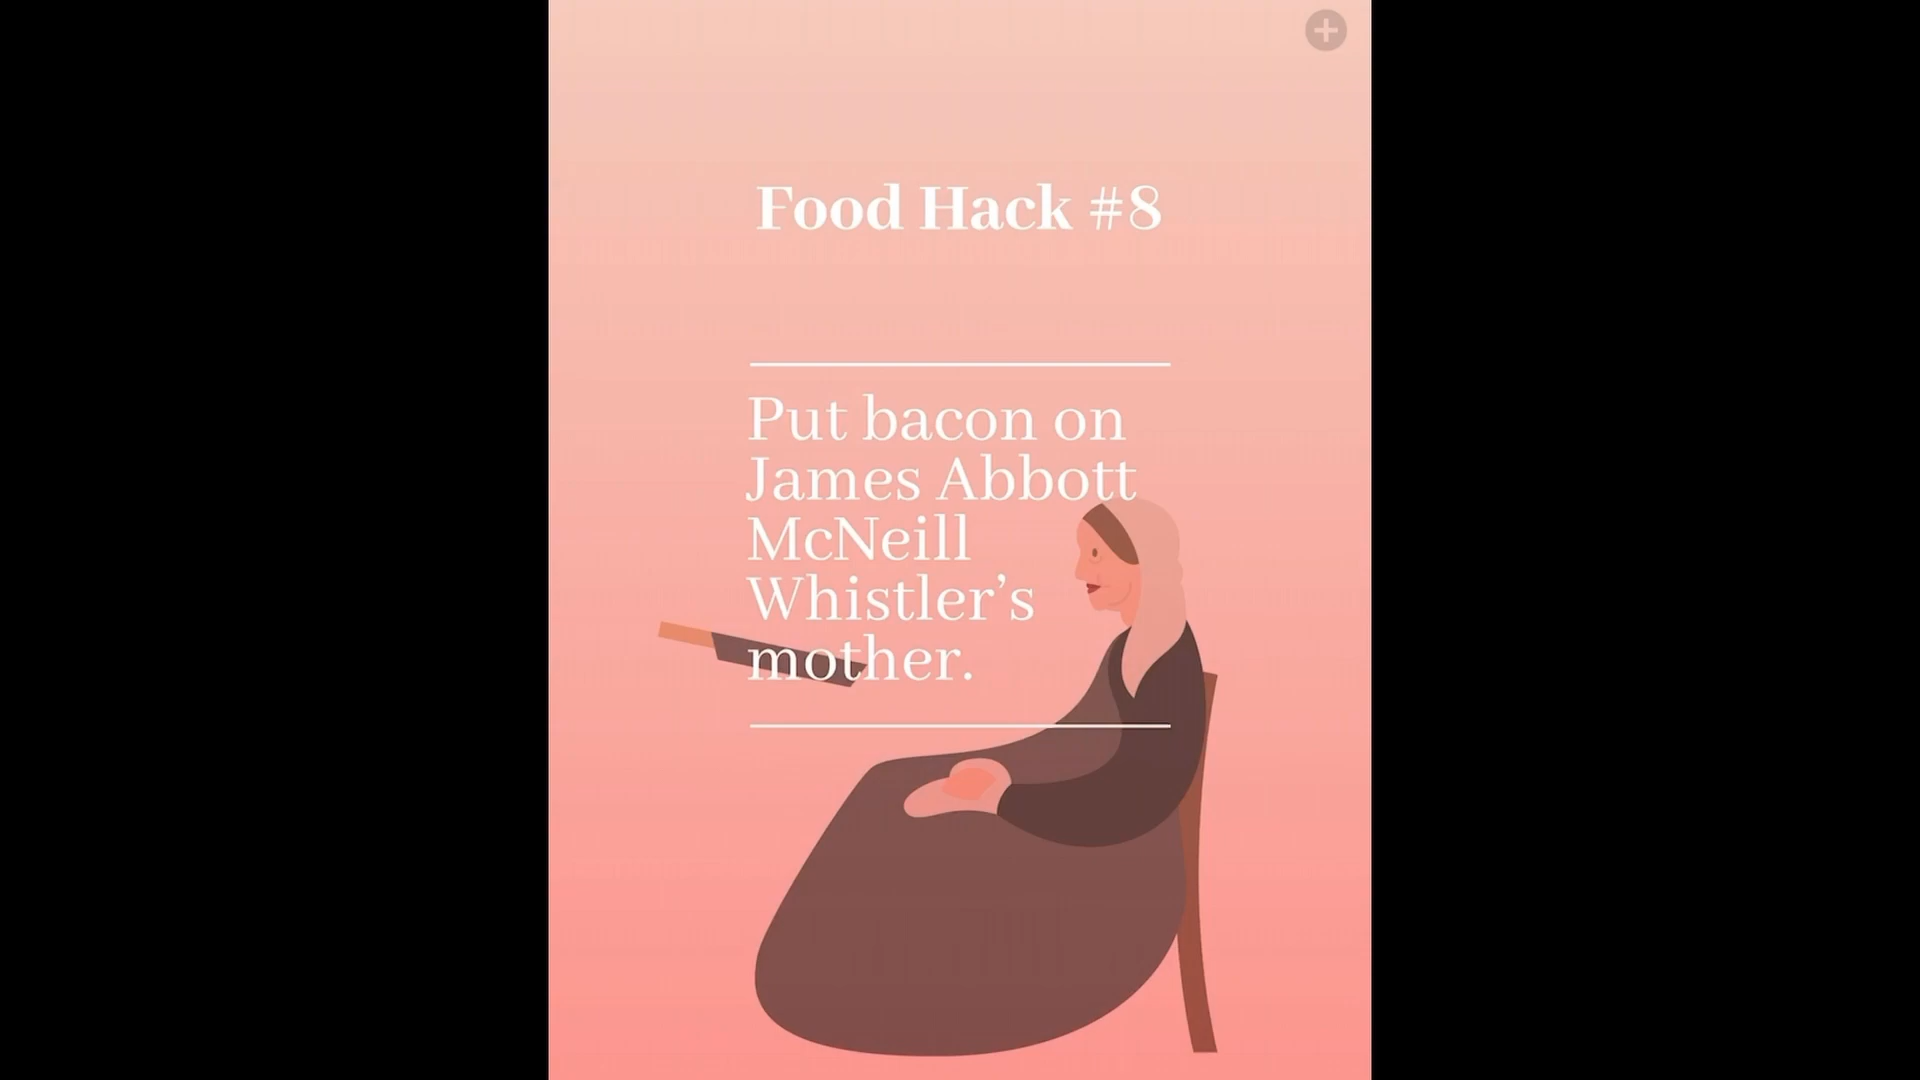 Food Hack #8
Put bacon on
James Abbott
McNeill
Whistler’s
mother.